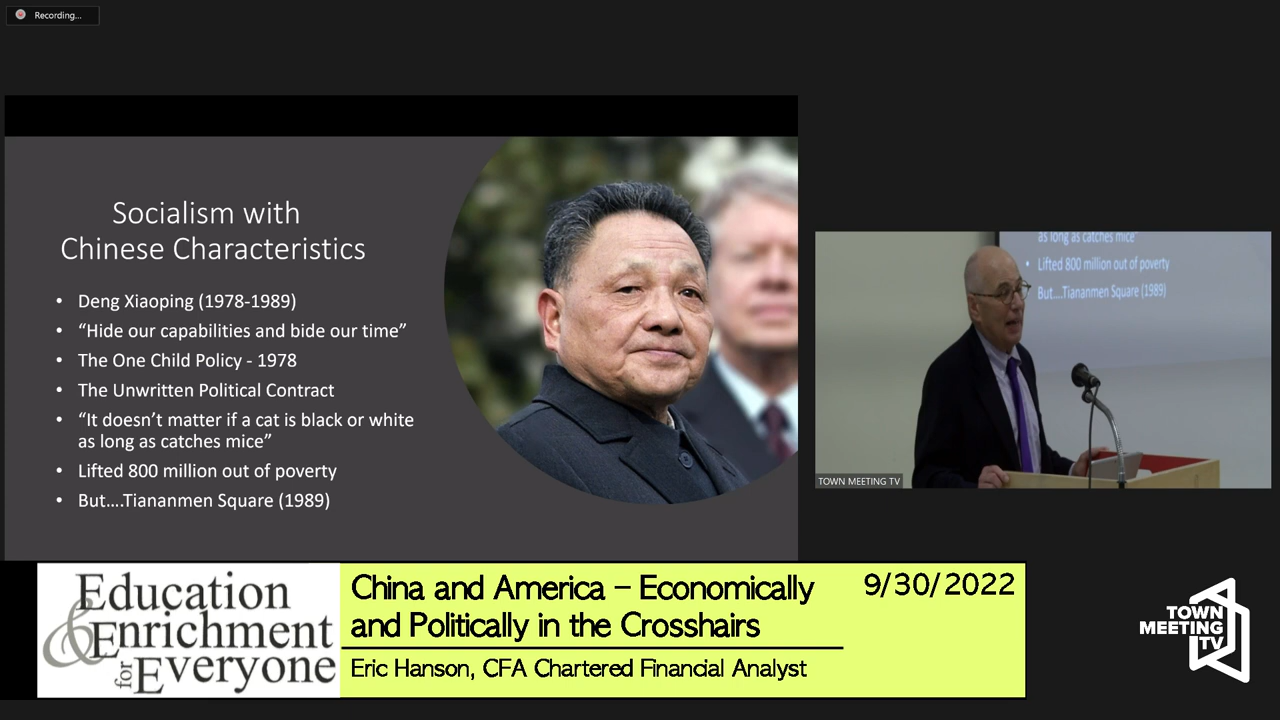 Recording...
Socialism with
Chinese Characteristics
• Deng Xiaoping (1978-1989)
• “Hide our capabilities and bide our time”
• The One Child Policy - 1978
• The Unwritten Political Contract
• “It doesn’t matter if a cat is black or white
as long as catches mice”
• Lifted 800 million out of poverty
• But....Tiananmen Square (1989)
as long as catches mice”
• Lifted 800 million out of poverty
But....Tiananmen Square (1989)
TOWN MEETING TV
Education
& Enrichment
for Everyone
China and America – Economically
and Politically in the Crosshairs
9/30/2022
Eric Hanson, CFA Chartered Financial Analyst
TOWN
MEETING
TV